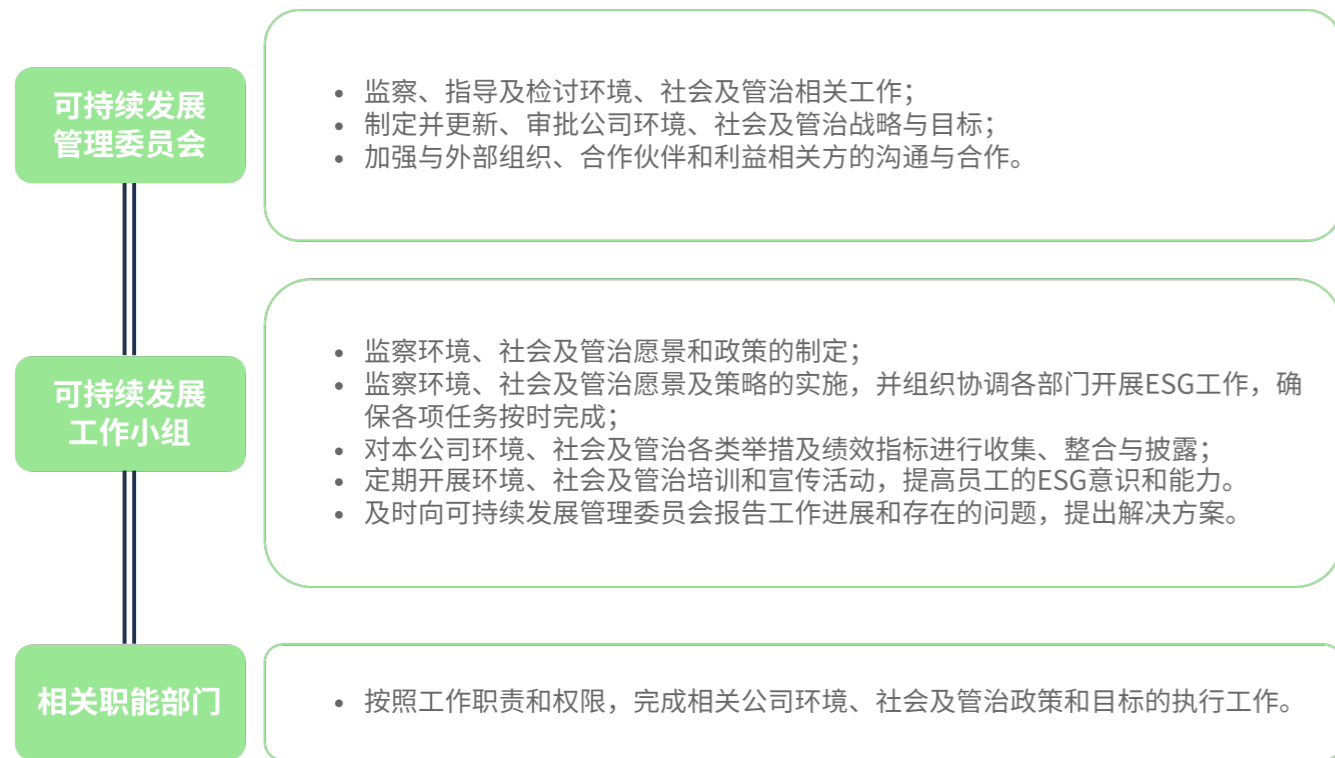 可持续发展
管理委员会
• 监察、指导及检讨环境、社会及管治相关工作；
• 制定并更新、审批公司环境、社会及管治战略与目标；
• 加强与外部组织、合作伙伴和利益相关方的沟通与合作。
可持续发展
工作小组
• 监察环境、社会及管治愿景和政策的制定；
• 监察环境、社会及管治愿景及策略的实施，并组织协调各部门开展ESG工作，确
保各项任务按时完成；
• 对本公司环境、社会及管治各类举措及绩效指标进行收集、整合与披露；
• 定期开展环境、社会及管治培训和宣传活动，提高员工的ESG意识和能力。
• 及时向可持续发展管理委员会报告工作进展和存在的问题，提出解决方案。
相关职能部门
• 按照工作职责和权限，完成相关公司环境、社会及管治政策和目标的执行工作。